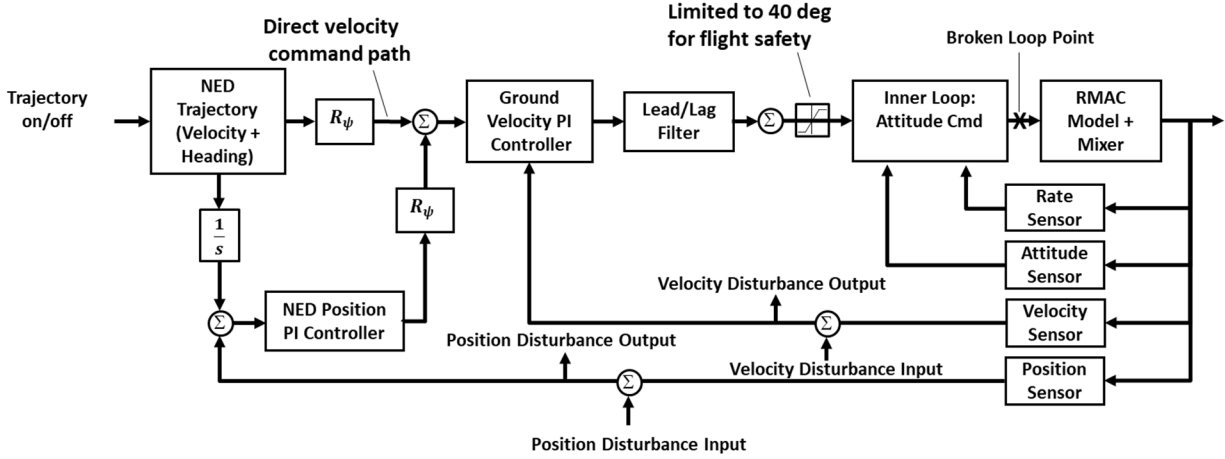 Direct velocity
command path
Limited to 40 deg
for flight safety
Broken Loop Point
Trajectory
on/off
NED
Trajectory
(Velocity +
Heading)
R_ψ
Σ
Ground
Velocity PI
Controller
Lead/Lag
Filter
Σ
Inner Loop:
Attitude Cmd
RMAC
Model +
Mixer
R_ψ
Rate
Sensor
1
s
Attitude
Sensor
Velocity Disturbance Output
NED Position
PI Controller
Σ
Σ
Velocity
Sensor
Position Disturbance Output
Velocity Disturbance Input
Σ
Position
Sensor
Position Disturbance Input